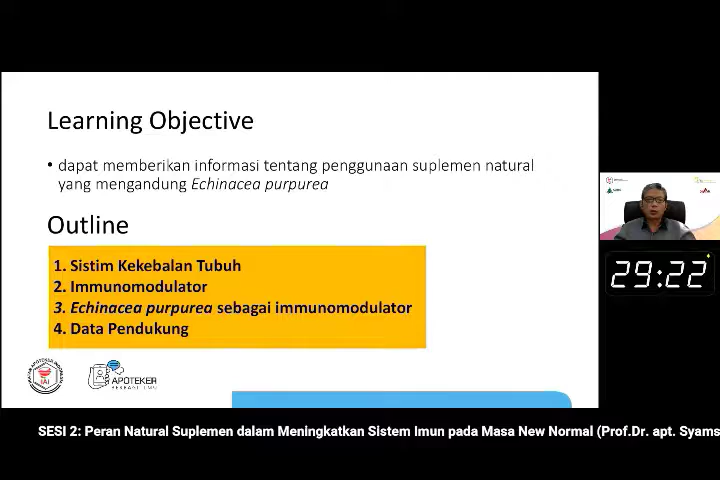 Learning Objective
• dapat memberikan informasi tentang penggunaan suplemen natural
yang mengandung Echinacea purpurea
Outline
1. Sistim Kekebalan Tubuh
2. Immunomodulator
3. Echinacea purpurea sebagai immunomodulator
4. Data Pendukung
29:22
IAI
APOTEKER
SESI 2: Peran Natural Suplemen dalam Meningkatkan Sistem Imun pada Masa New Normal (Prof.Dr. apt. Syams